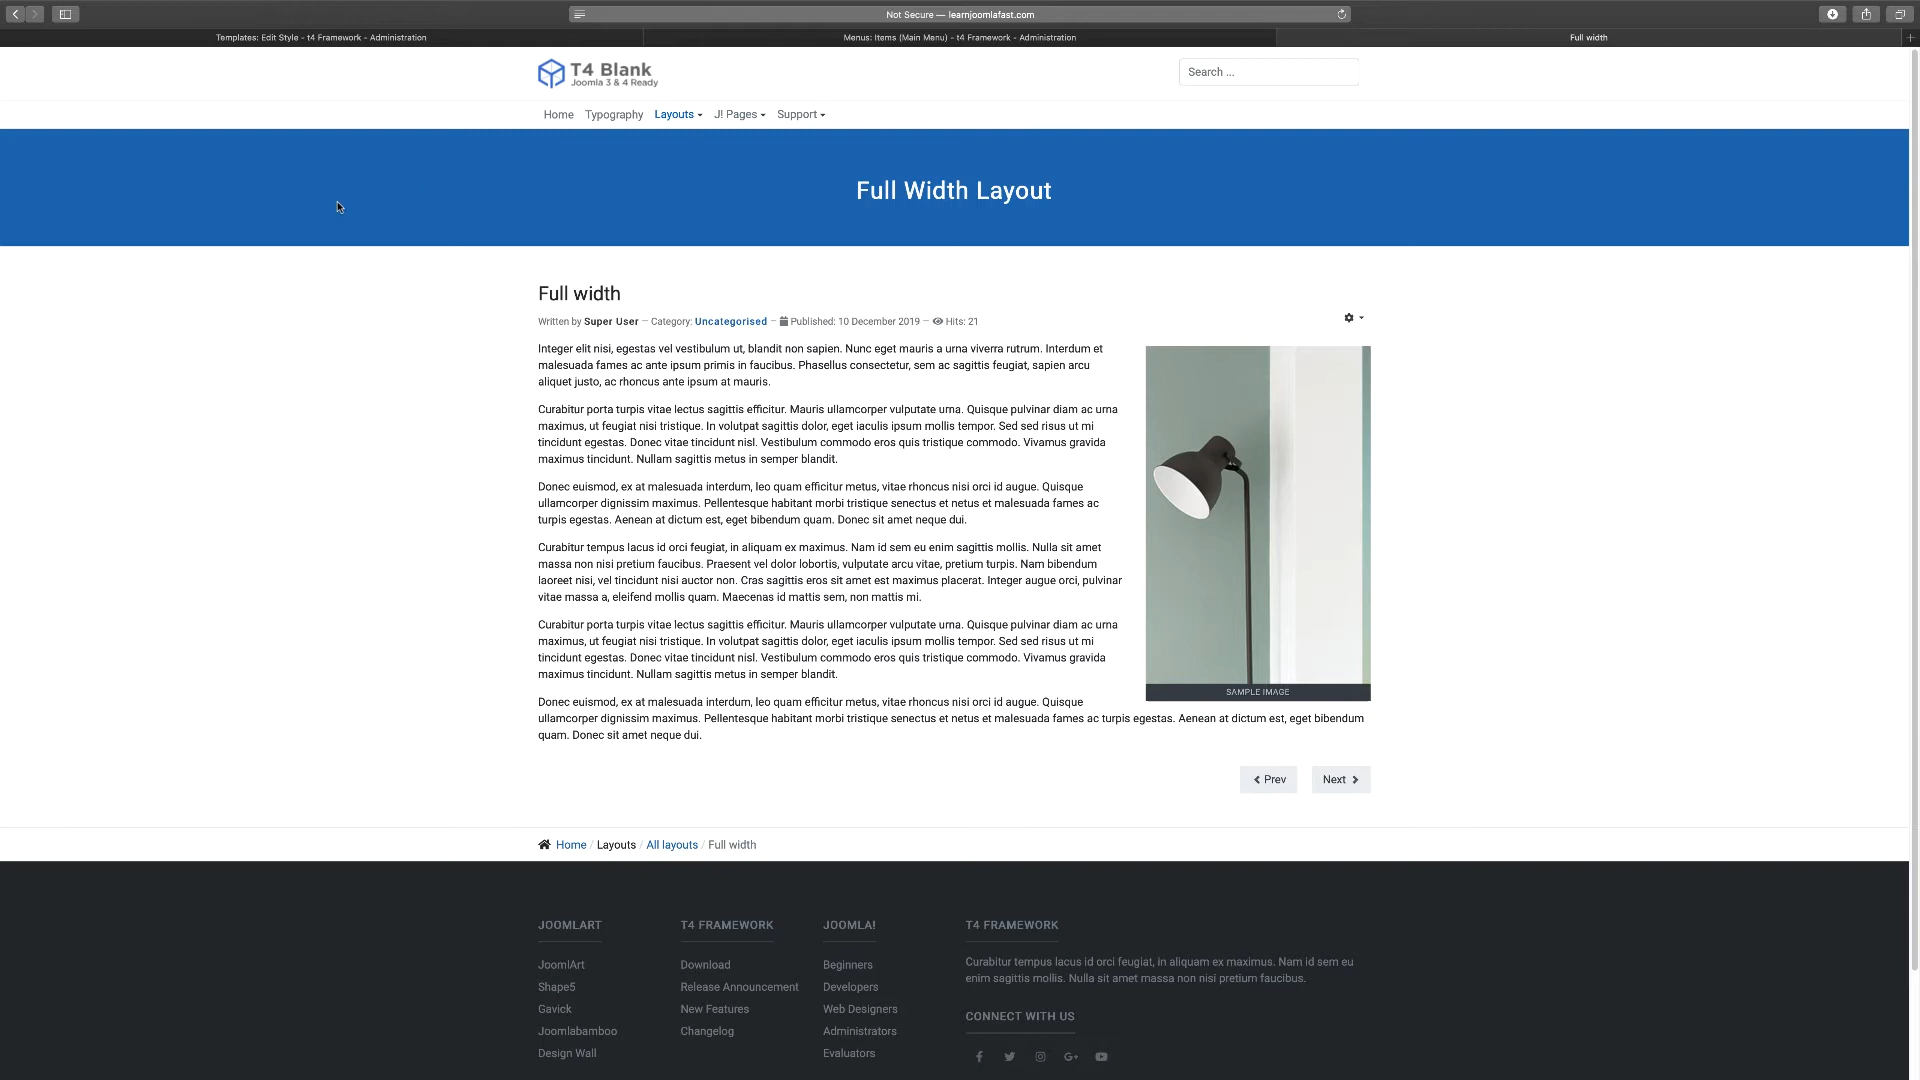 Not Secure — learnjoomlafast.com
Templates: Edit Style - t4 Framework - Administration
Menus: Items (Main Menu) - t4 Framework - Administration
Full width
T4 Blank
Joomla 3 & 4 Ready
Search ...
Home
Typography
Layouts
J! Pages
Support
Full Width Layout
Full width
Written by Super User — Category: Uncategorised — Published: 10 December 2019 — Hits: 21
Integer elit nisi, egestas vel vestibulum ut, blandit non sapien. Nunc eget mauris a urna viverra rutrum. Interdum et
malesuada fames ac ante ipsum primis in faucibus. Phasellus consectetur, sem ac sagittis feugiat, sapien arcu
aliquet justo, ac rhoncus ante ipsum at mauris.
Curabitur porta turpis vitae lectus sagittis efficitur. Mauris ullamcorper vulputate urna. Quisque pulvinar diam ac urna
maximus, ut feugiat nisi tristique. In volutpat sagittis dolor, eget iaculis ipsum mollis tempor. Sed sed risus ut mi
tincidunt egestas. Donec vitae tincidunt nisl. Vestibulum commodo eros quis tristique commodo. Vivamus gravida
maximus tincidunt. Nullam sagittis metus in semper blandit.
Donec euismod, ex at malesuada interdum, leo quam efficitur metus, vitae rhoncus nisi orci id augue. Quisque
ullamcorper dignissim maximus. Pellentesque habitant morbi tristique senectus et netus et malesuada fames ac
turpis egestas. Aenean at dictum est, eget bibendum quam. Donec sit amet neque dui.
Curabitur tempus lacus id orci feugiat, in aliquam ex maximus. Nam id sem eu enim sagittis mollis. Nulla sit amet
massa non nisi pretium faucibus. Praesent vel dolor lobortis, vulputate arcu vitae, pretium turpis. Nam bibendum
laoreet nisi, vel tincidunt nisi auctor non. Cras sagittis eros sit amet est maximus placerat. Integer augue orci, pulvinar
vitae massa a, eleifend mollis quam. Maecenas id mattis sem, non mattis mi.
Curabitur porta turpis vitae lectus sagittis efficitur. Mauris ullamcorper vulputate urna. Quisque pulvinar diam ac urna
maximus, ut feugiat nisi tristique. In volutpat sagittis dolor, eget iaculis ipsum mollis tempor. Sed sed risus ut mi
tincidunt egestas. Donec vitae tincidunt nisl. Vestibulum commodo eros quis tristique commodo. Vivamus gravida
maximus tincidunt. Nullam sagittis metus in semper blandit.
SAMPLE IMAGE
Donec euismod, ex at malesuada interdum, leo quam efficitur metus, vitae rhoncus nisi orci id augue. Quisque
ullamcorper dignissim maximus. Pellentesque habitant morbi tristique senectus et netus et malesuada fames ac turpis egestas. Aenean at dictum est, eget bibendum
quam. Donec sit amet neque dui.
Prev
Next
Home / Layouts / All layouts / Full width
JOOMLART
JoomlArt
Shape5
Gavick
Joomlabamboo
Design Wall
T4 FRAMEWORK
Download
Release Announcement
New Features
Changelog
JOOMLA!
Beginners
Developers
Web Designers
Administrators
Evaluators
T4 FRAMEWORK
Curabitur tempus lacus id orci feugiat, in aliquam ex maximus. Nam id sem eu
enim sagittis mollis. Nulla sit amet massa non nisi pretium faucibus.
CONNECT WITH US